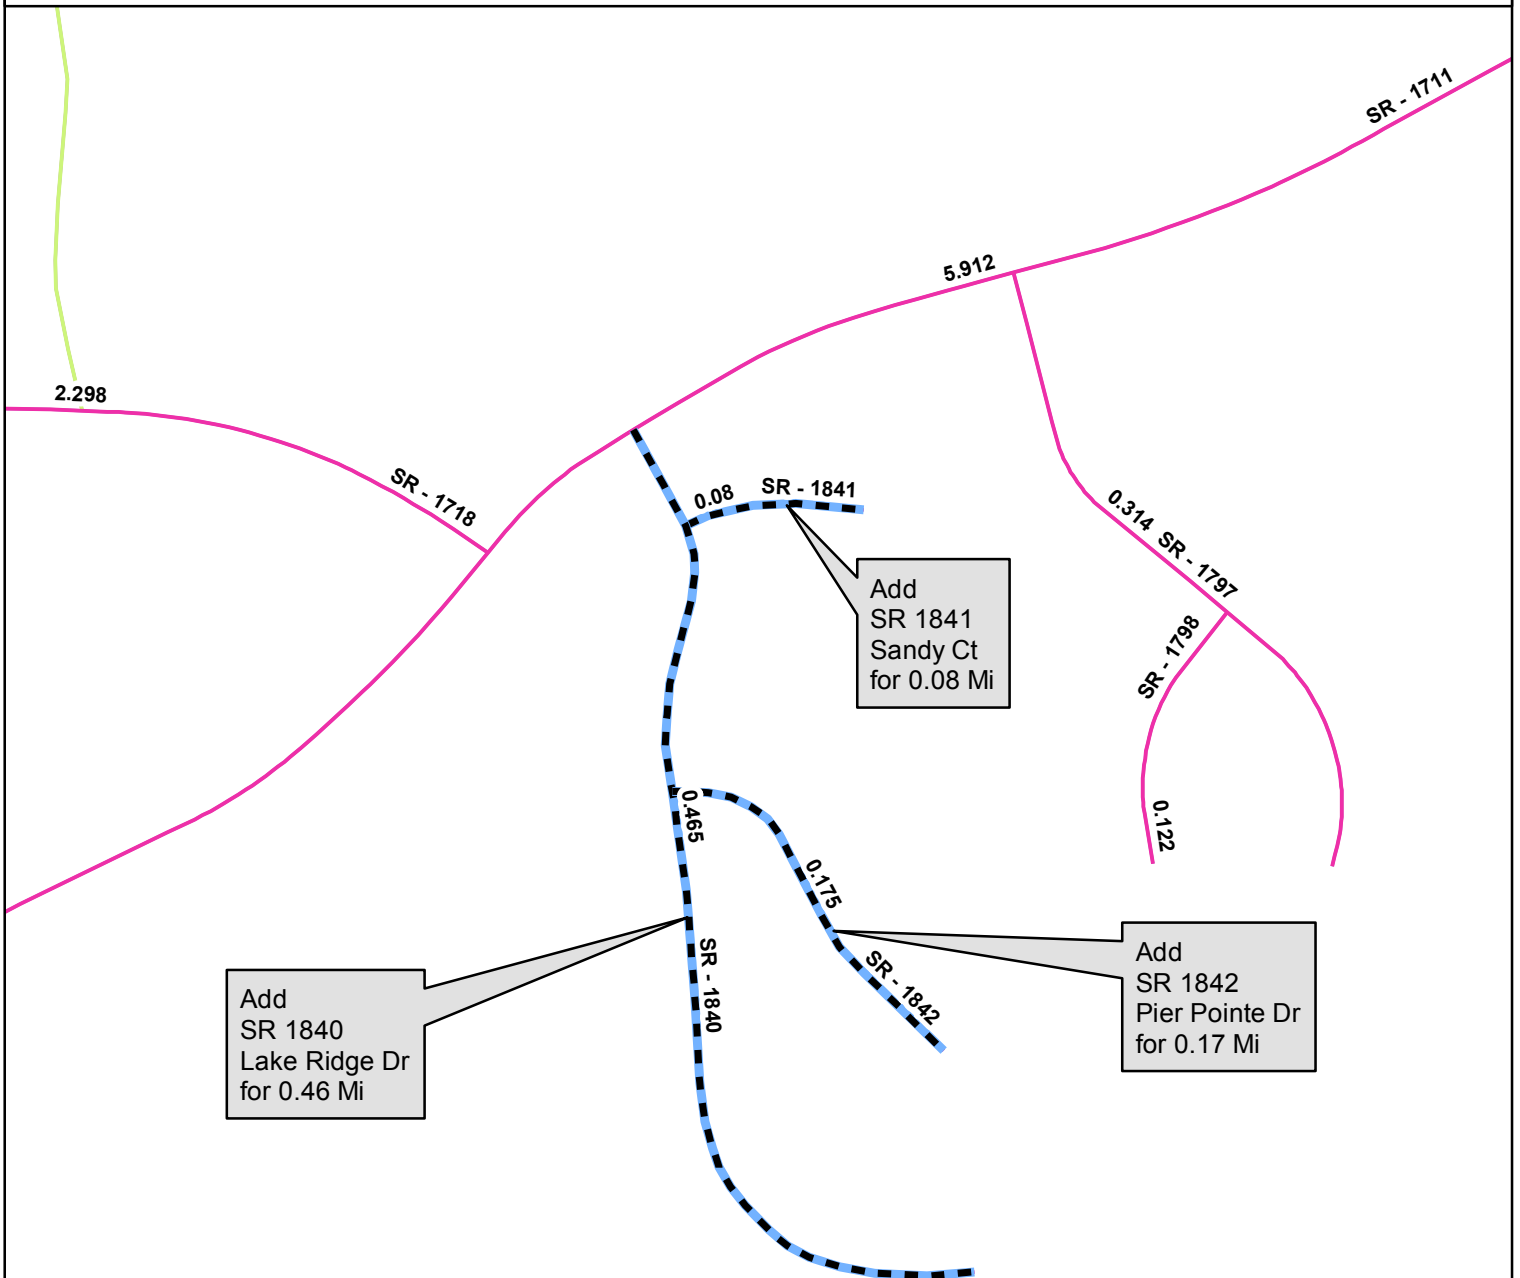 SR - 1711
5.912
2.298
SR - 1718
0.08
SR - 1841
0.314
SR - 1797
Add
SR 1841
Sandy Ct
for 0.08 Mi
SR - 1798
0.122
0.465
0.175
SR - 1842
SR - 1840
Add
SR 1842
Pier Pointe Dr
for 0.17 Mi
Add
SR 1840
Lake Ridge Dr
for 0.46 Mi